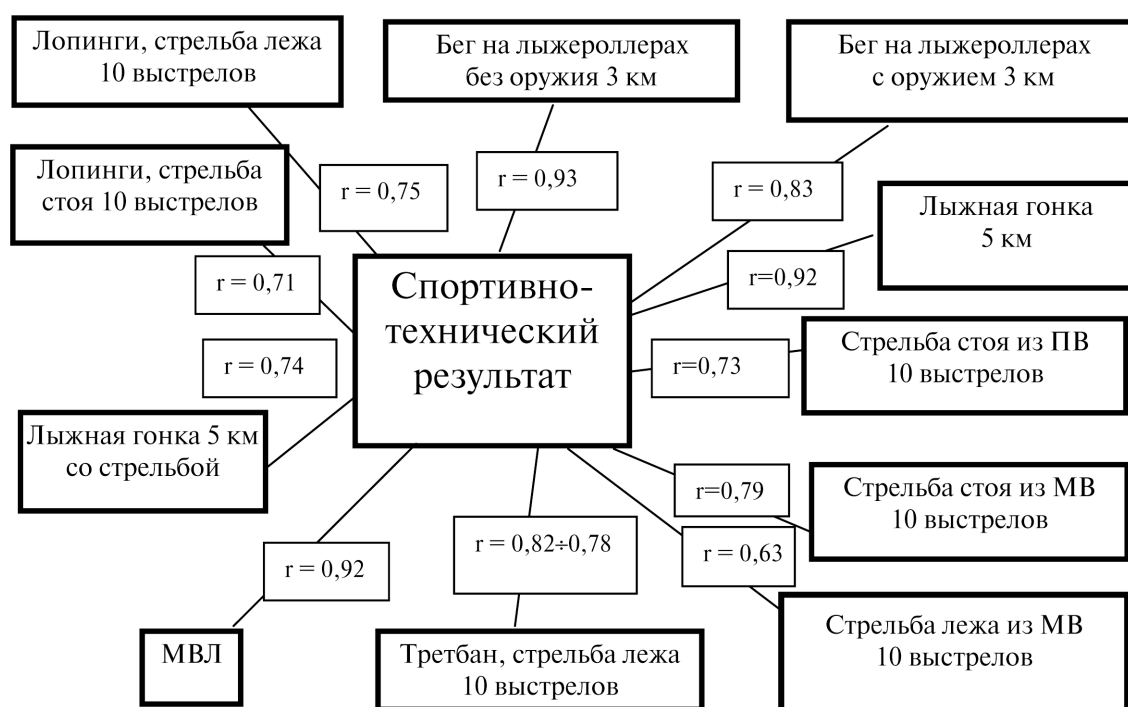 Лопинги, стрельба лежа
10 выстрелов
Бег на лыжероллерах
без оружия 3 км
Бег на лыжероллерах
с оружием 3 км
Лопинги, стрельба
стоя 10 выстрелов
r = 0,75
r = 0,93
r = 0,83
Лыжная гонка
5 км
r = 0,71
Спортивно-
технический
результат
r=0,92
r = 0,74
r=0,73
Стрельба стоя из ПВ
10 выстрелов
Лыжная гонка 5 км
со стрельбой
r=0,79
Стрельба стоя из МВ
10 выстрелов
r = 0,92
r = 0,82÷0,78
r = 0,63
МВЛ
Третбан, стрельба лежа
10 выстрелов
Стрельба лежа из МВ
10 выстрелов